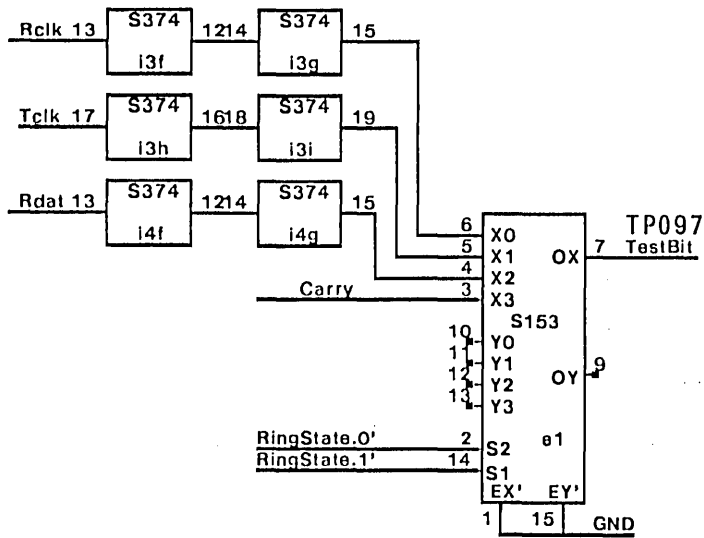 Rclk 13 S374 1214 S374 15
i3f i3g
Tclk 17 S374 1618 S374 19
i3h i3i
Rdat 13 S374 1214 S374 15
i4f i4g
TP097
6 X0
5 X1 OX 7 TestBit
4 X2
Carry 3 X3
S153
10 Y0
11 Y1
12 Y2 OY 9
13 Y3
RingState.0' 2 S2 e1
RingState.1' 14 S1
EX' EY'
1 15 GND